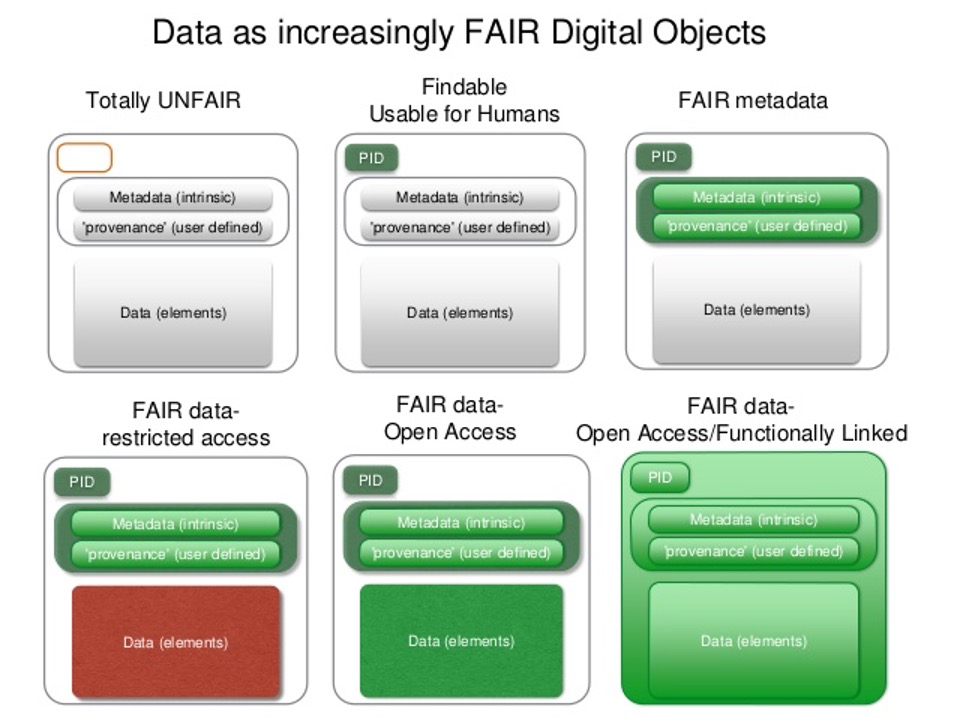 Data as increasingly FAIR Digital Objects
Totally UNFAIR
Metadata (intrinsic)
'provenance' (user defined)
Data (elements)
Findable
Usable for Humans
PID
Metadata (intrinsic)
'provenance' (user defined)
Data (elements)
FAIR metadata
PID
Metadata (intrinsic)
'provenance' (user defined)
Data (elements)
FAIR data-
restricted access
PID
Metadata (intrinsic)
'provenance' (user defined)
Data (elements)
FAIR data-
Open Access
PID
Metadata (intrinsic)
'provenance' (user defined)
Data (elements)
FAIR data-
Open Access/Functionally Linked
PID
Metadata (intrinsic)
'provenance' (user defined)
Data (elements)